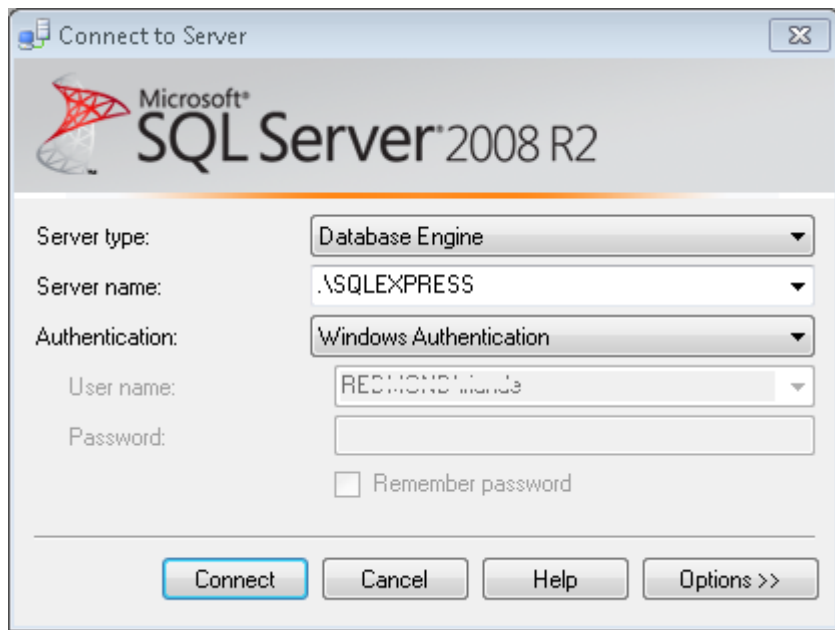 Connect to Server
Microsoft®
SQL Server® 2008 R2
Server type: Database Engine
Server name: .\SQLEXPRESS
Authentication: Windows Authentication
User name:
Password:
Remember password
Connect Cancel Help Options >>